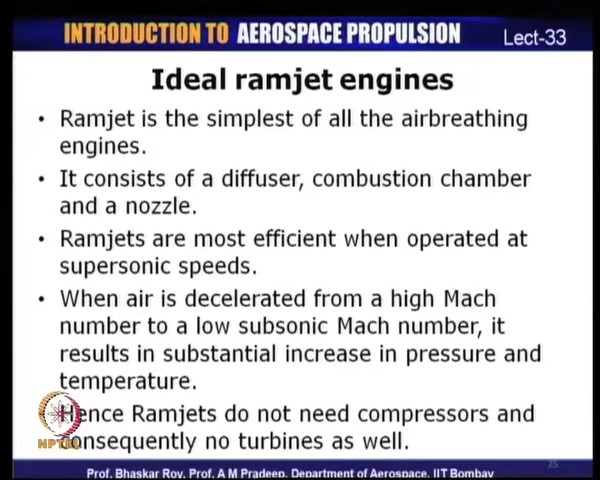 INTRODUCTION TO AEROSPACE PROPULSION Lect-33
Ideal ramjet engines
• Ramjet is the simplest of all the airbreathing
engines.
• It consists of a diffuser, combustion chamber
and a nozzle.
• Ramjets are most efficient when operated at
supersonic speeds.
• When air is decelerated from a high Mach
number to a low subsonic Mach number, it
results in substantial increase in pressure and
temperature.
Hence Ramjets do not need compressors and
consequently no turbines as well.
NPTEL
25
Prof. Bhaskar Roy, Prof. A M Pradeep, Department of Aerospace, IIT Bombay